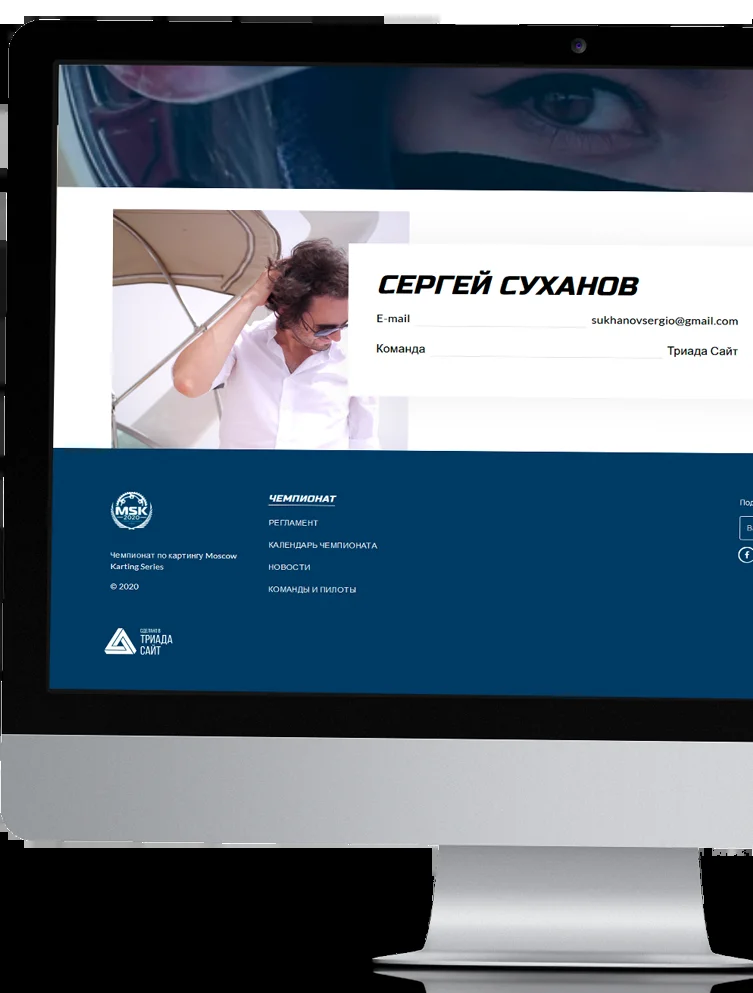 СЕРГЕЙ СУХАНОВ
E-mail sukhanovsergio@gmail.com
Команда Триада Сайт
MSK
2020
Чемпионат по картингу Moscow
Karting Series
© 2020
ЧЕМПИОНАТ
РЕГЛАМЕНТ
КАЛЕНДАРЬ ЧЕМПИОНАТА
НОВОСТИ
КОМАНДЫ И ПИЛОТЫ
СДЕЛАНО В
ТРИАДА
САЙТ